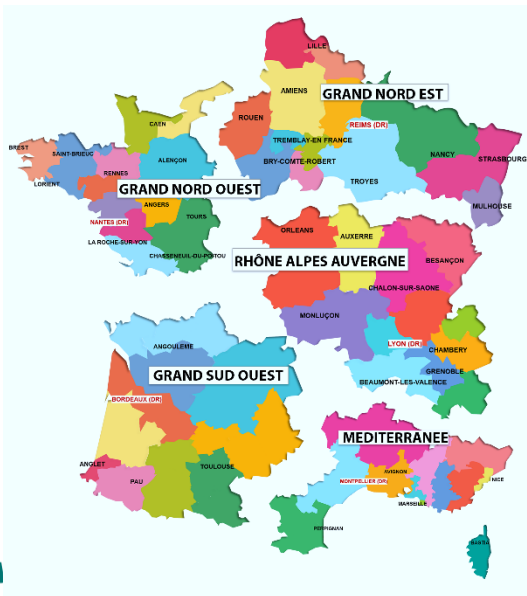 LILLE
AMIENS
GRAND NORD EST
ROUEN
REIMS (DR)
TREMBLAY-EN FRANCE
NANCY
STRASBOURG
BRY-COMTE-ROBERT
TROYES
MULHOUSE
CAEN
BREST
SAINT-BRIEUC
ALENÇON
RENNES
LORIENT
GRAND NORD OUEST
ANGERS
NANTES (DR)
TOURS
LA ROCHE-SUR-YON
CHASSENEUIL-DU-POITOU
ORLEANS
AUXERRE
RHÔNE ALPES AUVERGNE
BESANÇON
CHALON-SUR-SAONE
MONLUÇON
LYON (DR)
CHAMBERY
GRENOBLE
BEAUMONT-LES-VALENCE
ANGOULEME
GRAND SUD OUEST
BORDEAUX (DR)
ANGLET
PAU
TOULOUSE
MEDITERRANEE
AVIGNON
MONTPELLIER (DR)
NICE
MARSEILLE
PERPIGNAN